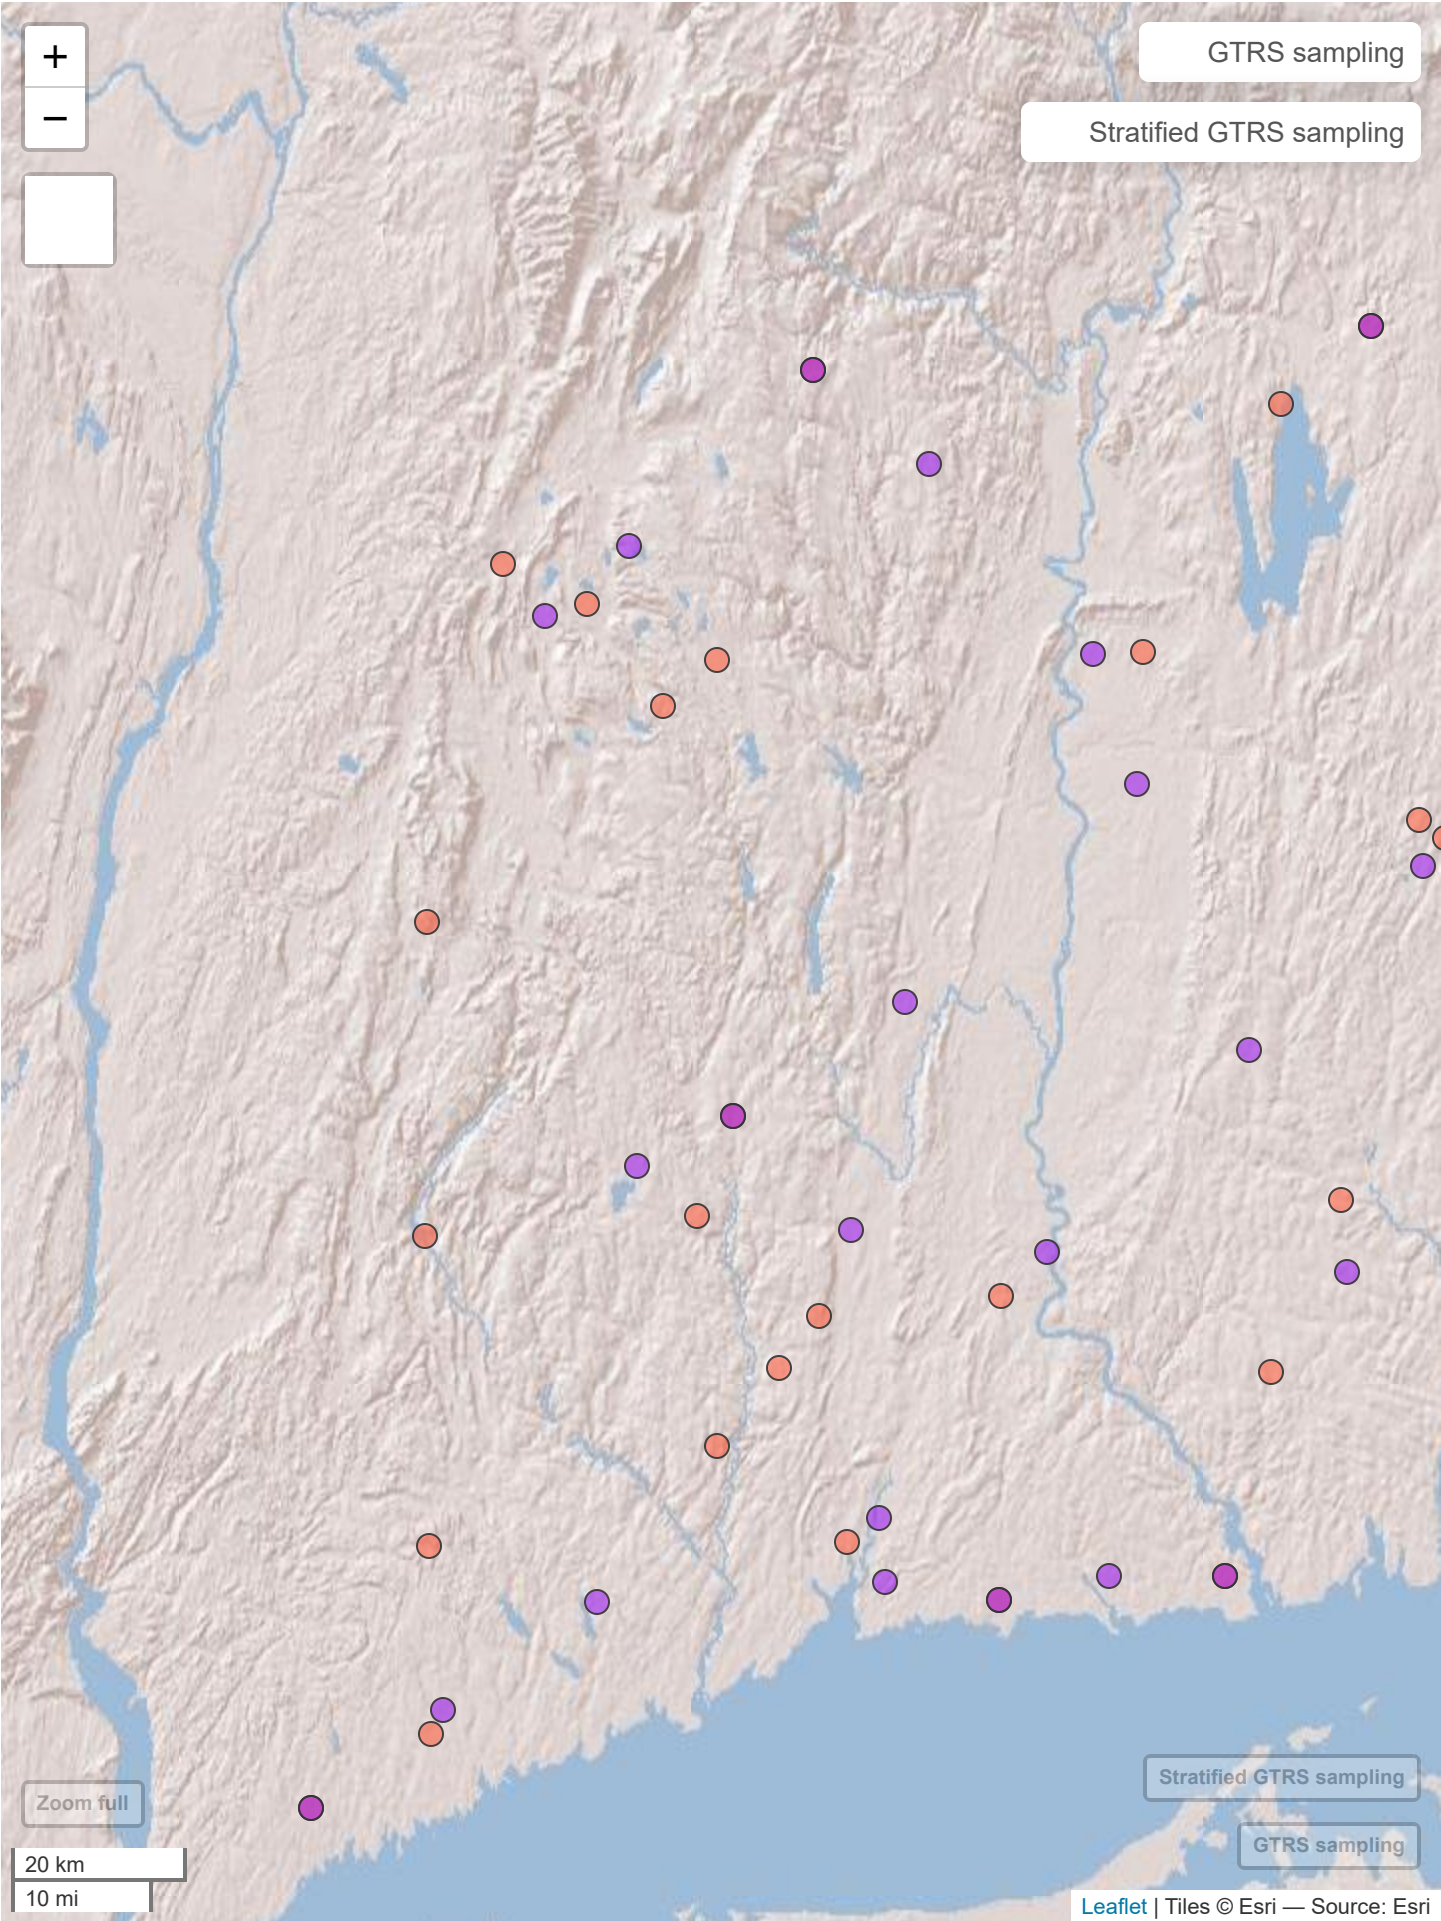 +
−
GTRS sampling
Stratified GTRS sampling
Stratified GTRS sampling
Zoom full
GTRS sampling
20 km
10 mi
Leaflet | Tiles © Esri — Source: Esri